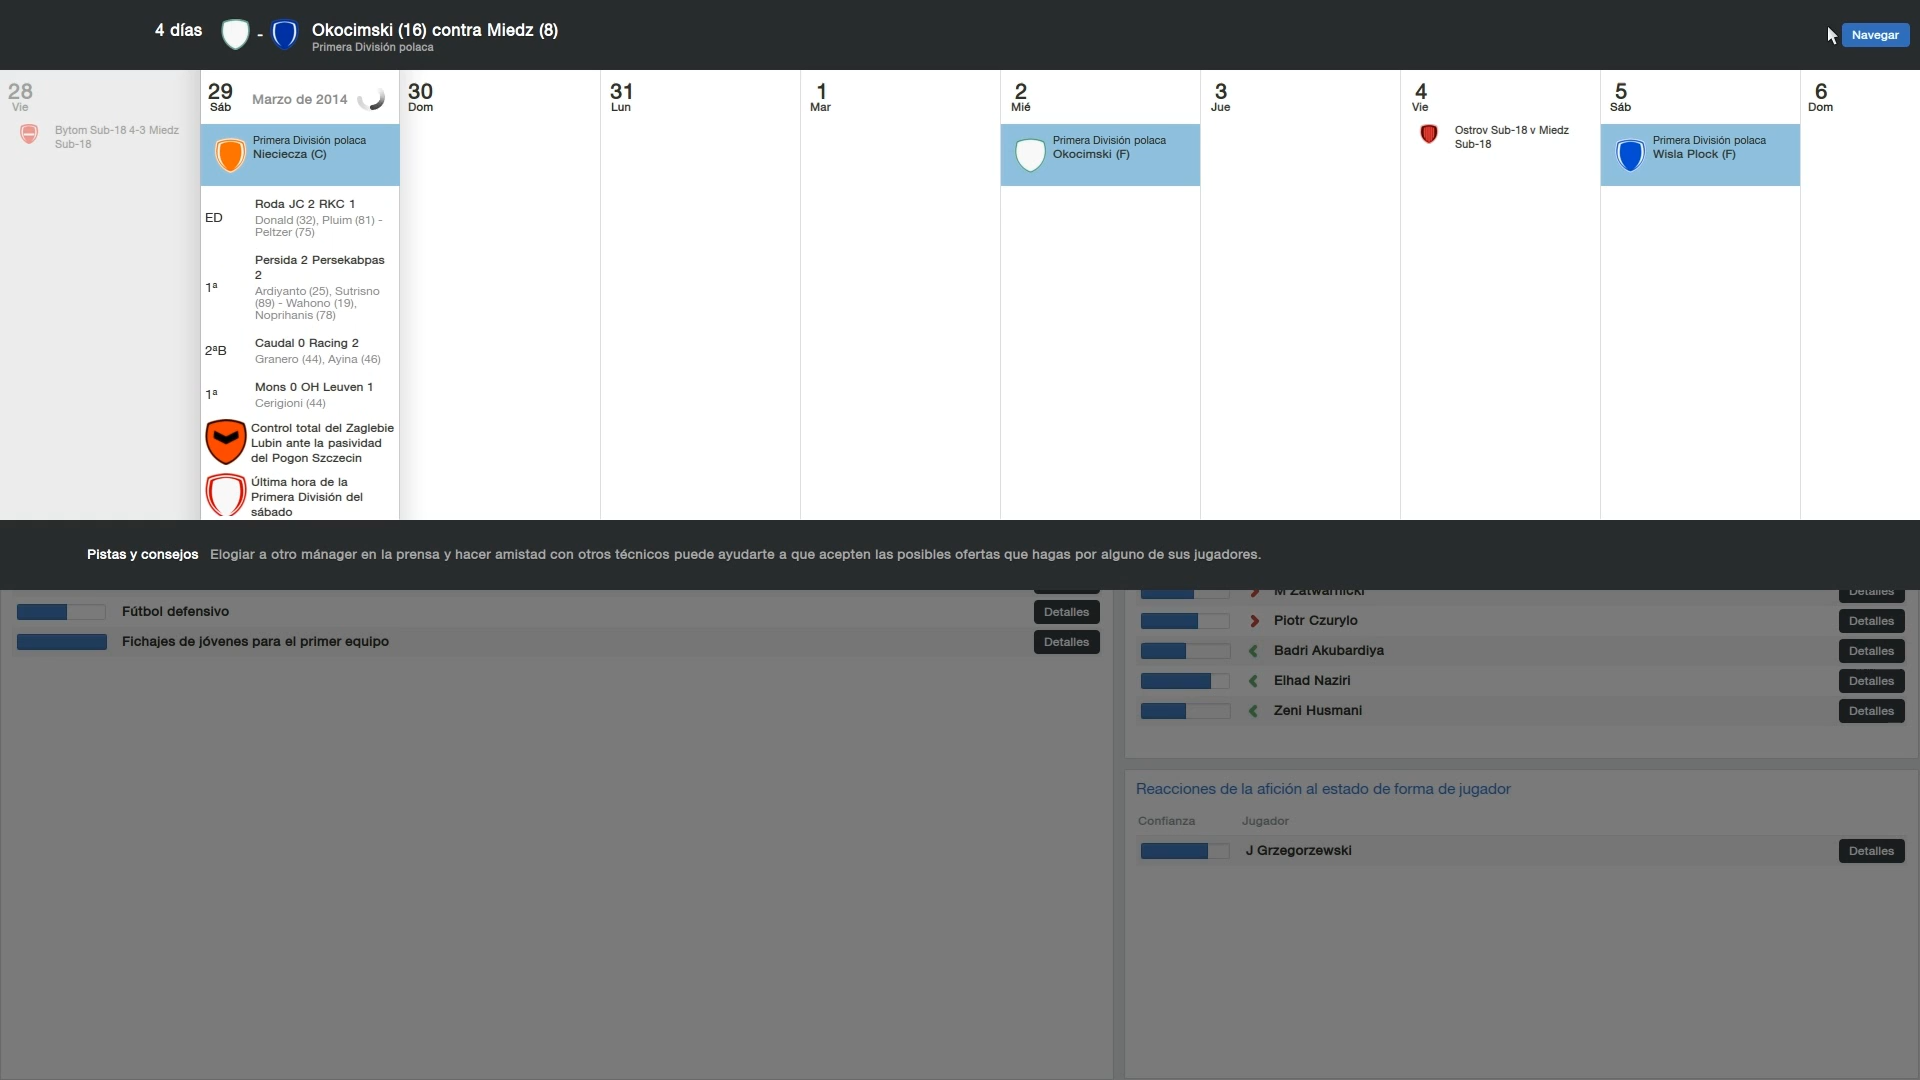 4 días
-
Okocimski (16) contra Miedz (8)
Primera División polaca
Navegar
28
Vie
Bytom Sub-18 4-3 Miedz
Sub-18
29
Sáb
Marzo de 2014
Primera División polaca
Nieciecza (C)
ED
Roda JC 2 RKC 1
Donald (32), Pluim (81) -
Peltzer (75)
1ª
Persida 2 Persekabpas
2
Ardiyanto (25), Sutrisno
(89) - Wahono (19),
Noprihanis (78)
2ªB
Caudal 0 Racing 2
Granero (44), Ayina (46)
1ª
Mons 0 OH Leuven 1
Cerigioni (44)
Control total del Zaglebie
Lubin ante la pasividad
del Pogon Szczecin
Última hora de la
Primera División del
sábado
30
Dom
31
Lun
1
Mar
2
Mié
Primera División polaca
Okocimski (F)
3
Jue
4
Vie
Ostrov Sub-18 v Miedz
Sub-18
5
Sáb
Primera División polaca
Wisla Plock (F)
6
Dom
Pistas y consejos
Elogiar a otro mánager en la prensa y hacer amistad con otros técnicos puede ayudarte a que acepten las posibles ofertas que hagas por alguno de sus jugadores.
Fútbol defensivo
Detalles
Fichajes de jóvenes para el primer equipo
Detalles
M Zatwarnicki
Detalles
Piotr Czurylo
Detalles
Badri Akubardiya
Detalles
Elhad Naziri
Detalles
Zeni Husmani
Detalles
Reacciones de la afición al estado de forma de jugador
Confianza
Jugador
J Grzegorzewski
Detalles